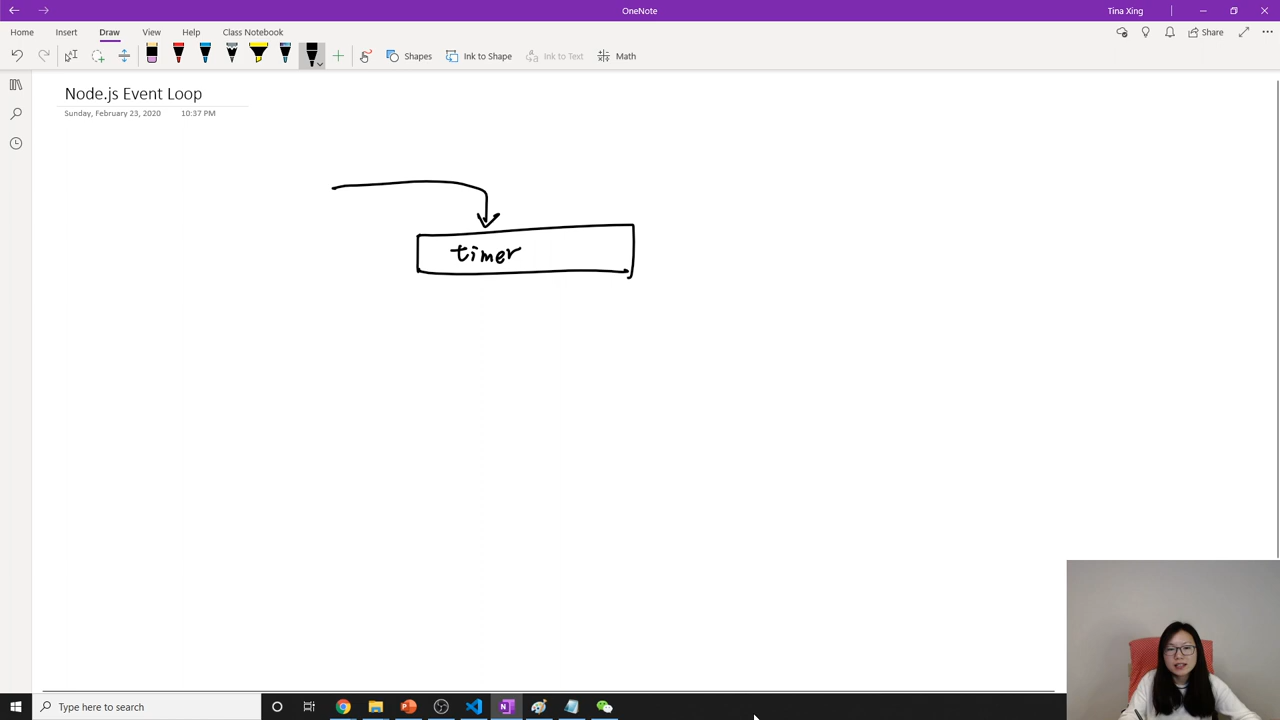 OneNote
Tina Xing
Home Insert Draw View Help Class Notebook
Share
Shapes Ink to Shape Ink to Text Math
Node.js Event Loop
Sunday, February 23, 2020 10:37 PM
timer
Type here to search